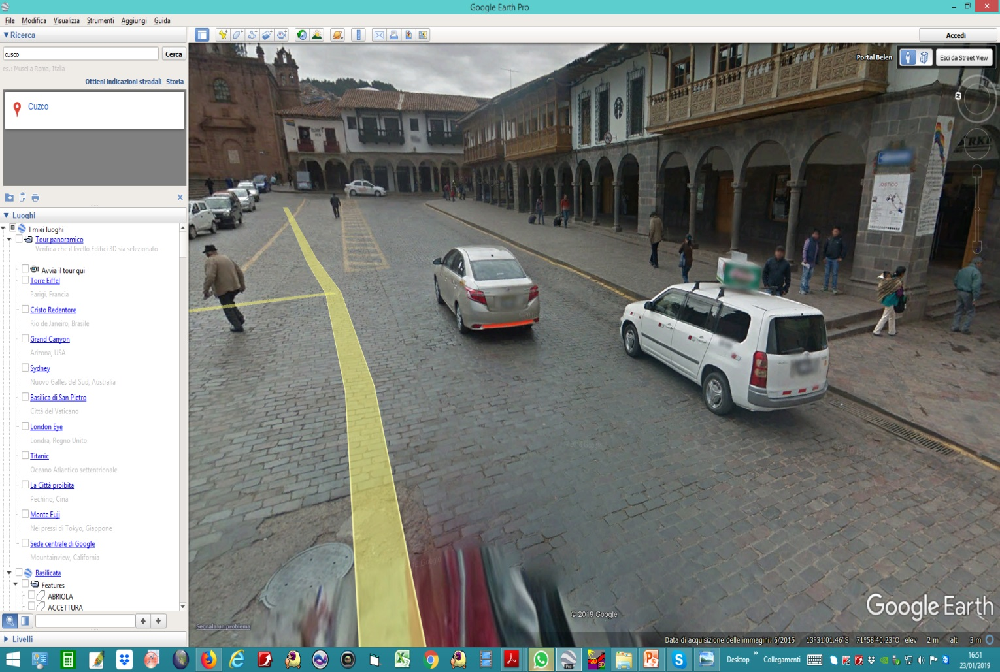 Google Earth Pro
File Modifica Visualizza Strumenti Aggiungi Guida
Ricerca
cusco
Cerca
es.: Musei a Roma, Italia
Ottieni indicazioni stradali Storia
Cuzco
Luoghi
I miei luoghi
Tour panoramico
Verifica che il livello Edifici 3D sia selezionato
Avvia il tour qui
Torre Eiffel
Parigi, Francia
Cristo Redentore
Rio de Janeiro, Brasile
Grand Canyon
Arizona, USA
Sydney
Nuovo Galles del Sud, Australia
Basilica di San Pietro
Città del Vaticano
London Eye
Londra, Regno Unito
Titanic
Oceano Atlantico settentrionale
La Città proibita
Pechino, Cina
Monte Fuji
Nei pressi di Tokyo, Giappone
Sede centrale di Google
Mountainview, California
Basilicata
Features
ABRIOLA
ACCETTURA
Livelli
Accedi
Portal Belen
Esci da Street View
Segnala un problema
© 2019 Google
Google Earth
Data di acquisizione delle immagini: 6/2015 13°31'01.46"S 71°58'40.23"O elev 2 m alt 3 m
Desktop
Collegamenti
16:51
23/01/2019